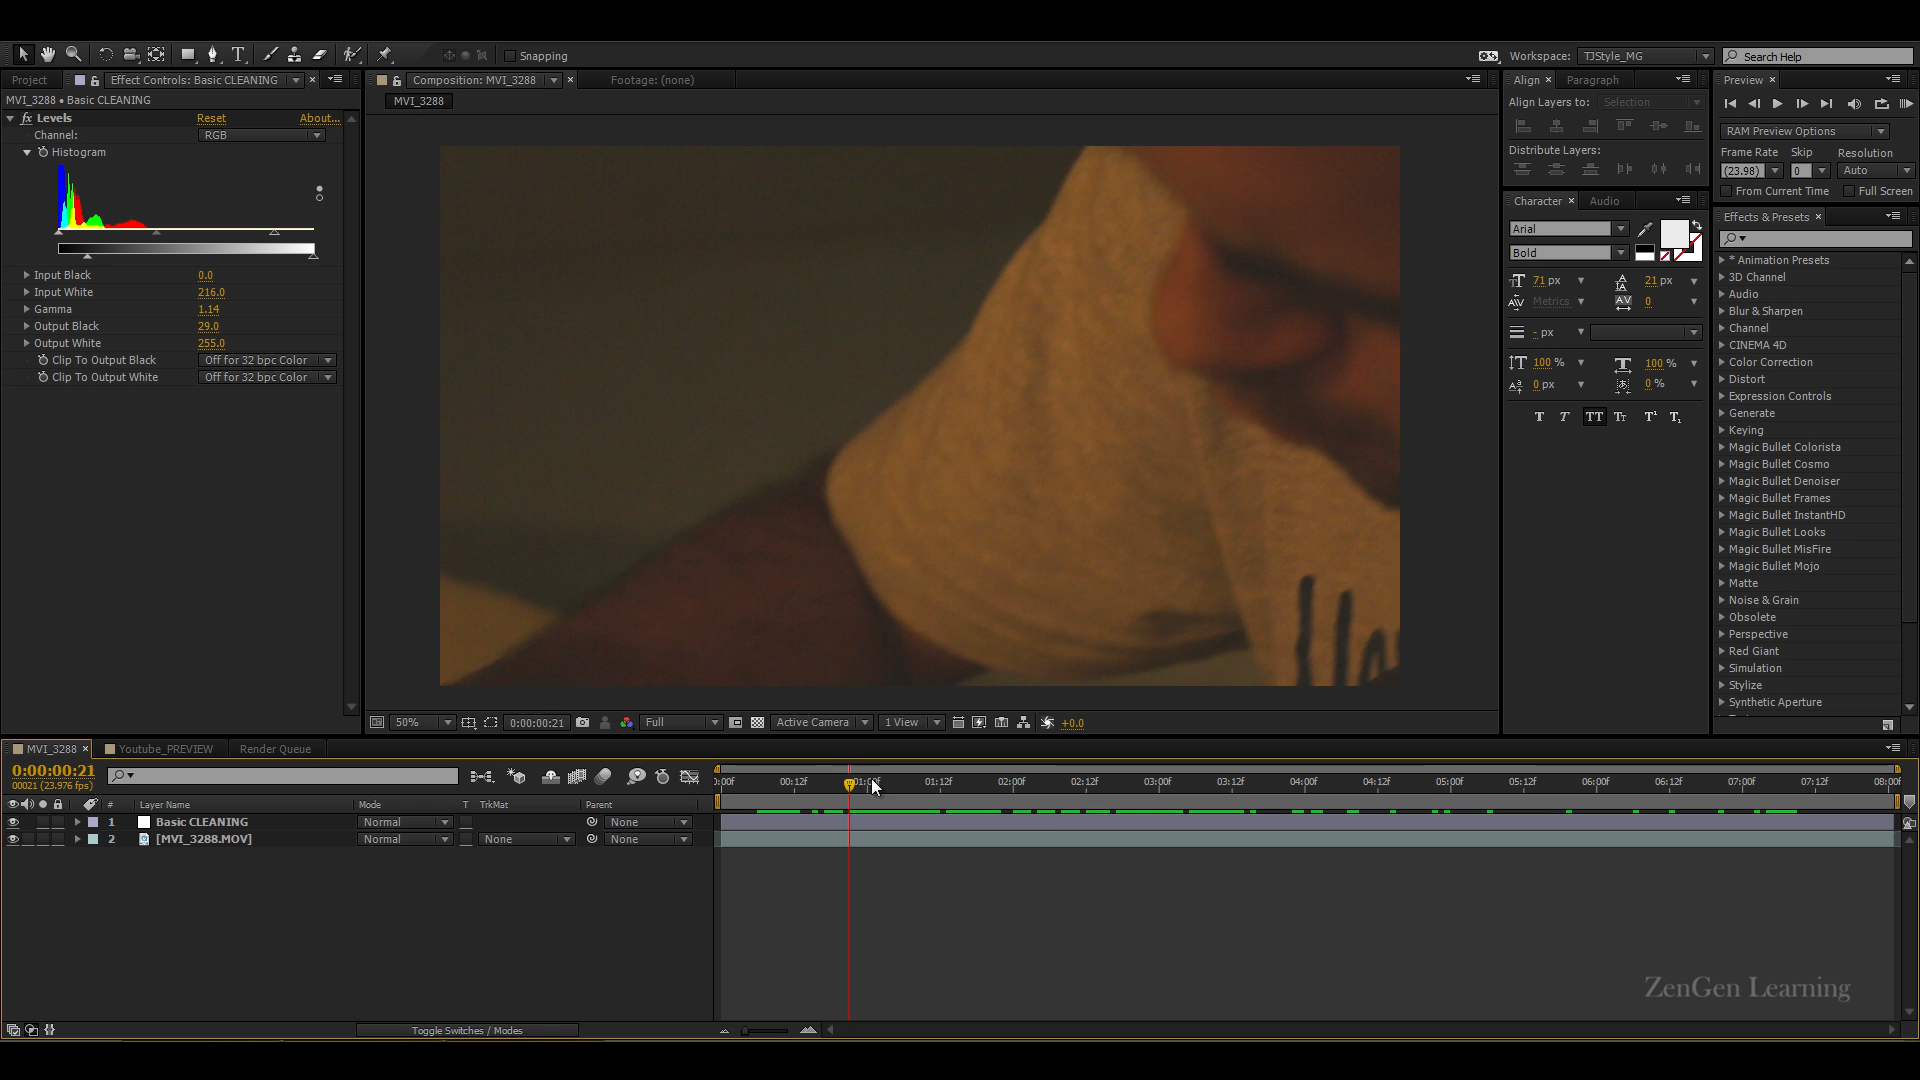 Snapping
Workspace: TJStyle_MG
Search Help
Project
Effect Controls: Basic CLEANING
Composition: MVI_3288
Footage: (none)
Align
Paragraph
Preview
MVI_3288 • Basic CLEANING
MVI_3288
Align Layers to: Selection
fx Levels Reset About...
Channel: RGB
RAM Preview Options
Histogram
Distribute Layers:
Frame Rate Skip Resolution
(23.98) 0 Auto
From Current Time Full Screen
Character Audio
Effects & Presets
Arial
Bold
* Animation Presets
Input Black 0.0
3D Channel
71 px 21 px
Input White 216.0
Audio
Metrics 0
Gamma 1.14
Blur & Sharpen
Output Black 29.0
Channel
- px
Output White 255.0
CINEMA 4D
Clip To Output Black Off for 32 bpc Color
Color Correction
100 % 100 %
Clip To Output White Off for 32 bpc Color
Distort
0 px 0 %
Expression Controls
Generate
T T TT Tt T¹ T₁
Keying
Magic Bullet Colorista
Magic Bullet Cosmo
Magic Bullet Denoiser
Magic Bullet Frames
Magic Bullet InstantHD
Magic Bullet Looks
Magic Bullet MisFire
Magic Bullet Mojo
Matte
Noise & Grain
Obsolete
Perspective
Red Giant
Simulation
Stylize
Synthetic Aperture
50% 0:00:00:21 Full Active Camera 1 View +0.0
MVI_3288 Youtube_PREVIEW Render Queue
0:00:00:21
00021 (23.976 fps)
00:12f 01:12f 02:00f 02:12f 03:00f 03:12f 04:00f 04:12f 05:00f 05:12f 06:00f 06:12f 07:00f 07:12f 08:00f
# Layer Name Mode T TrkMat Parent
1 Basic CLEANING Normal None
2 [MVI_3288.MOV] Normal None None
ZenGen Learning
Toggle Switches / Modes